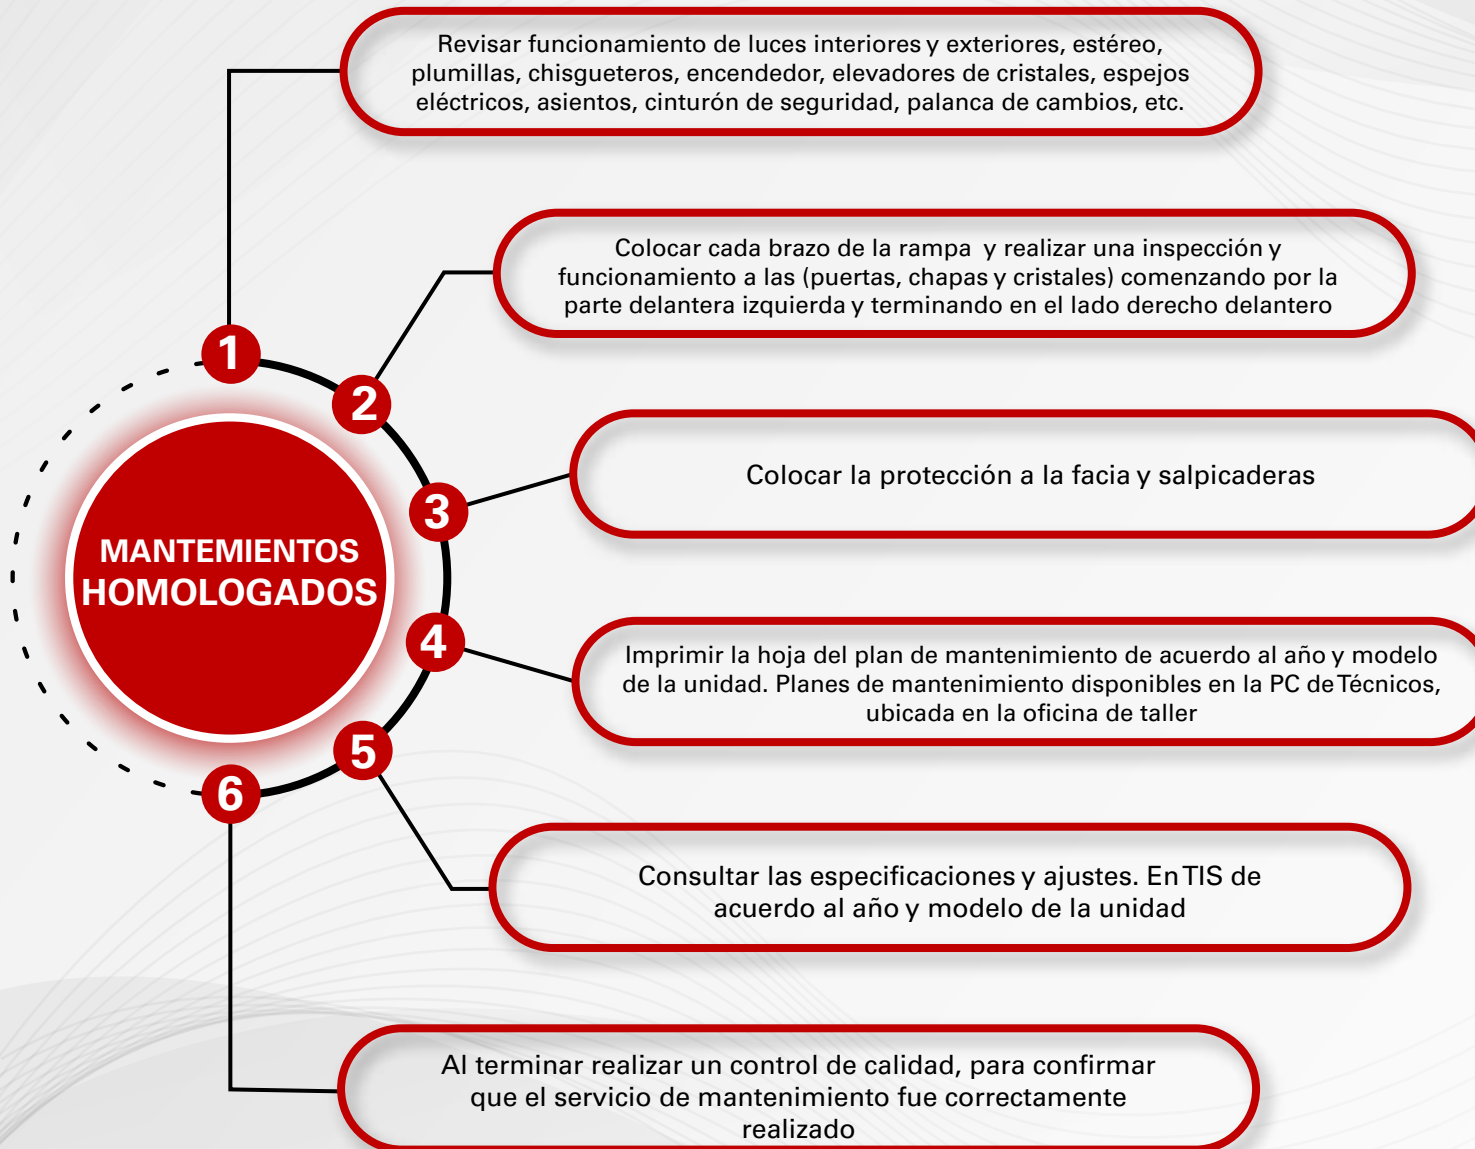 Revisar funcionamiento de luces interiores y exteriores, estéreo,
plumillas, chisgueteros, encendedor, elevadores de cristales, espejos
eléctricos, asientos, cinturón de seguridad, palanca de cambios, etc.
Colocar cada brazo de la rampa y realizar una inspección y
funcionamiento a las (puertas, chapas y cristales) comenzando por la
parte delantera izquierda y terminando en el lado derecho delantero
1
2
Colocar la protección a la facia y salpicaderas
3
MANTEMIENTOS
HOMOLOGADOS
4
Imprimir la hoja del plan de mantenimiento de acuerdo al año y modelo
de la unidad. Planes de mantenimiento disponibles en la PC de Técnicos,
ubicada en la oficina de taller
5
6
Consultar las especificaciones y ajustes. En TIS de
acuerdo al año y modelo de la unidad
Al terminar realizar un control de calidad, para confirmar
que el servicio de mantenimiento fue correctamente
realizado